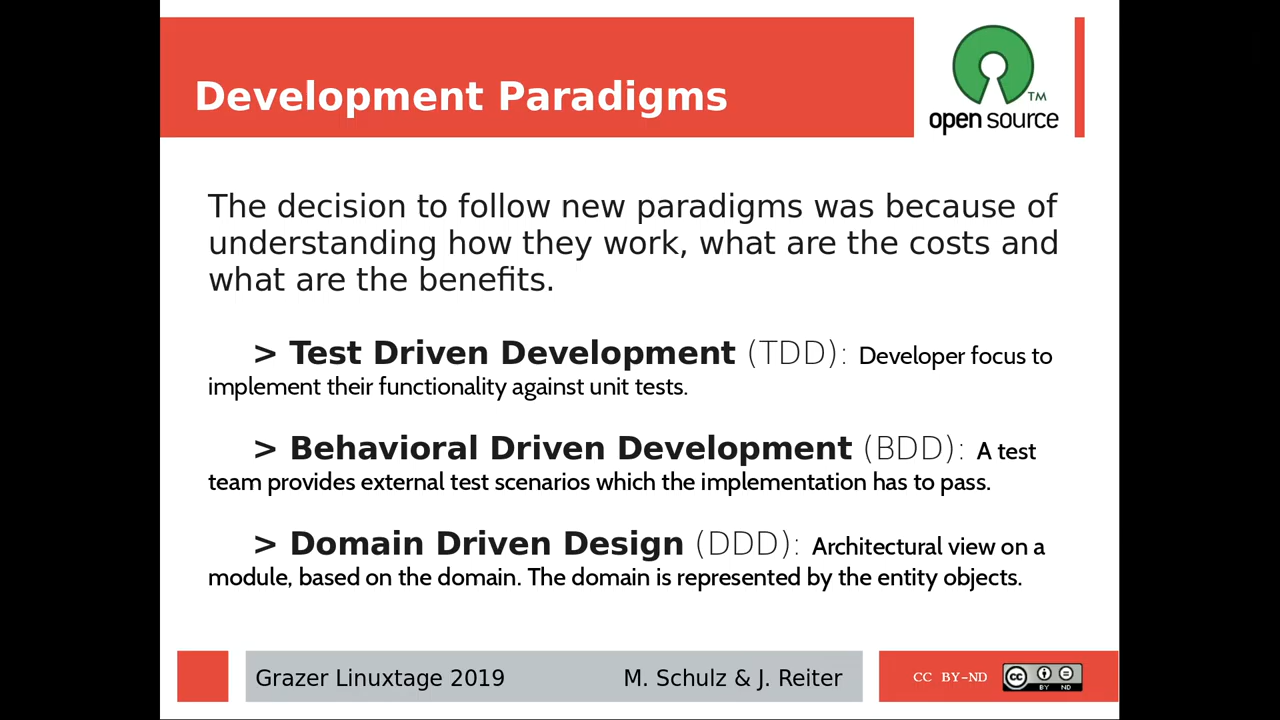 Development Paradigms
TM
open source
The decision to follow new paradigms was because of
understanding how they work, what are the costs and
what are the benefits.
> Test Driven Development (TDD): Developer focus to
implement their functionality against unit tests.
> Behavioral Driven Development (BDD): A test
team provides external test scenarios which the implementation has to pass.
> Domain Driven Design (DDD): Architectural view on a
module, based on the domain. The domain is represented by the entity objects.
Grazer Linuxtage 2019 M. Schulz & J. Reiter
CC BY-ND
cc BY ND